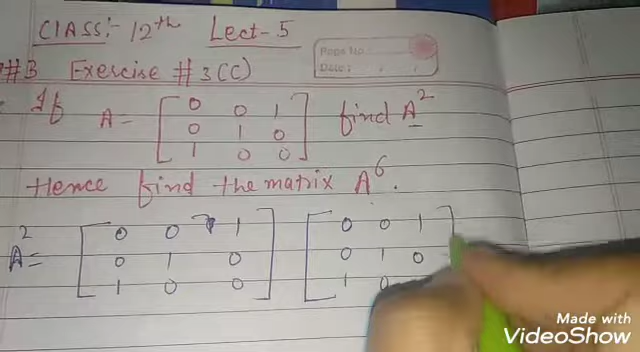 CLASS:- 12th Lect-5
Page No.
Date :
#3 Exercise # 3(C)
If A = [ 0 0 1 find A²
0 1 0
1 0 0 ]
Hence find the matrix A⁶.
A² = [ 0 0 1 ] [ 0 0 1 ]
0 1 0 0 1 0
1 0 0 1 0
Made with
VideoShow